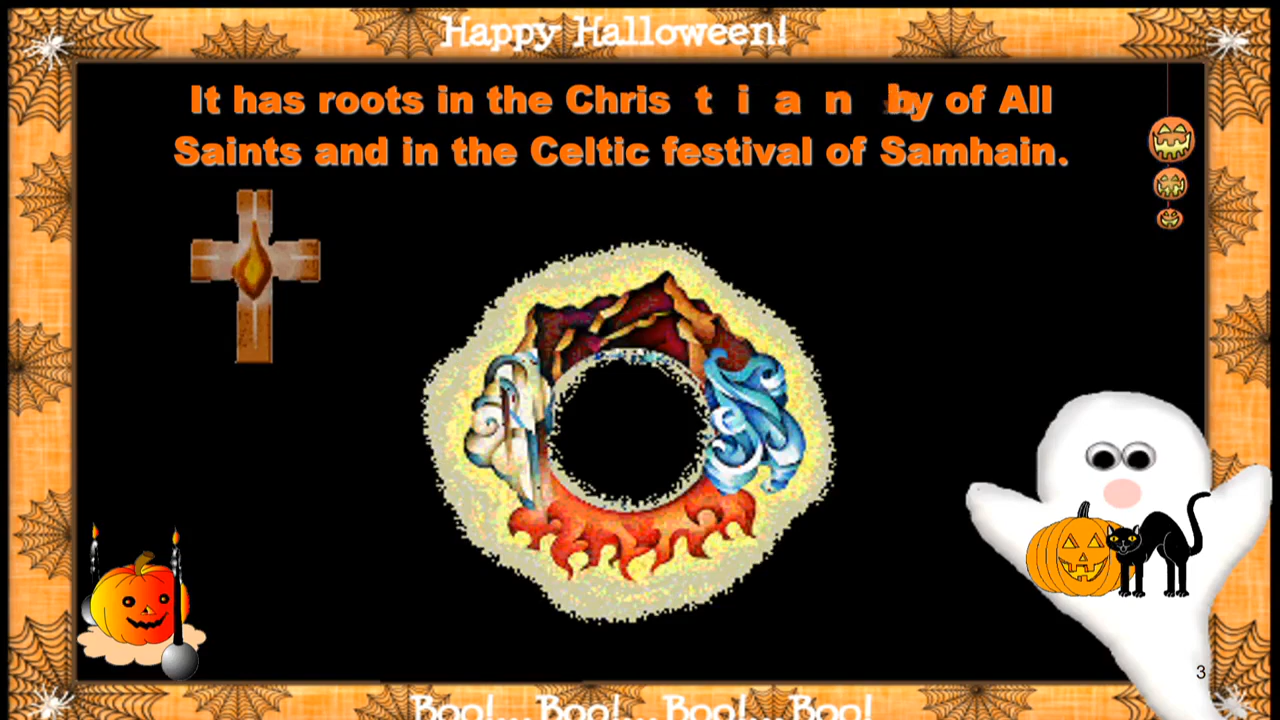 Happy Halloween!
It has roots in the Chris t i a n by of All
Saints and in the Celtic festival of Samhain.
3
Boo!...Boo!...Boo!...Boo!